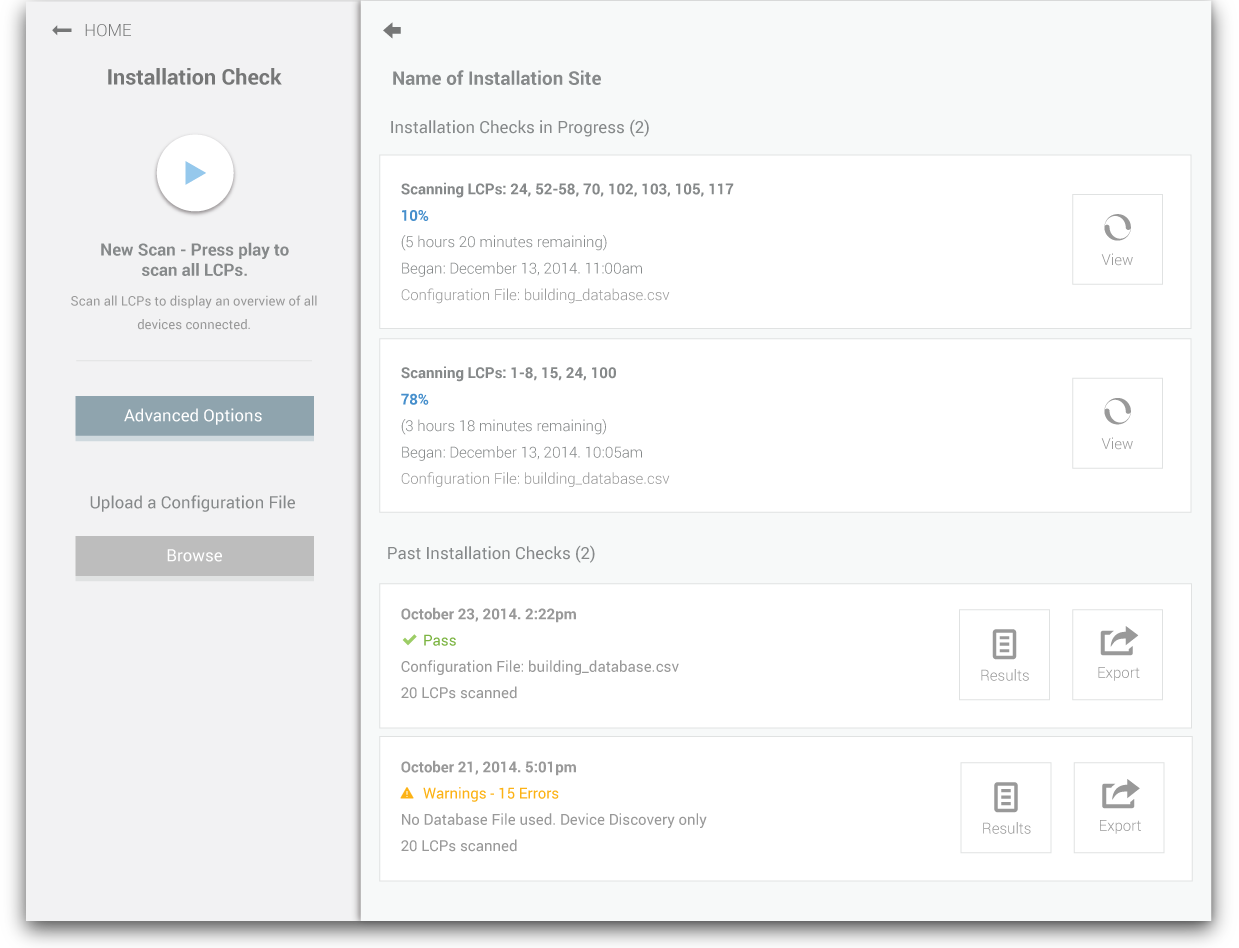 HOME
Installation Check
New Scan - Press play to
scan all LCPs.
Scan all LCPs to display an overview of all
devices connected.
Advanced Options
Upload a Configuration File
Browse
Name of Installation Site
Installation Checks in Progress (2)
Scanning LCPs: 24, 52-58, 70, 102, 103, 105, 117
10%
(5 hours 20 minutes remaining)
Began: December 13, 2014. 11:00am
Configuration File: building_database.csv
View
Scanning LCPs: 1-8, 15, 24, 100
78%
(3 hours 18 minutes remaining)
Began: December 13, 2014. 10:05am
Configuration File: building_database.csv
View
Past Installation Checks (2)
October 23, 2014. 2:22pm
Pass
Configuration File: building_database.csv
20 LCPs scanned
Results
Export
October 21, 2014. 5:01pm
Warnings - 15 Errors
No Database File used. Device Discovery only
20 LCPs scanned
Results
Export